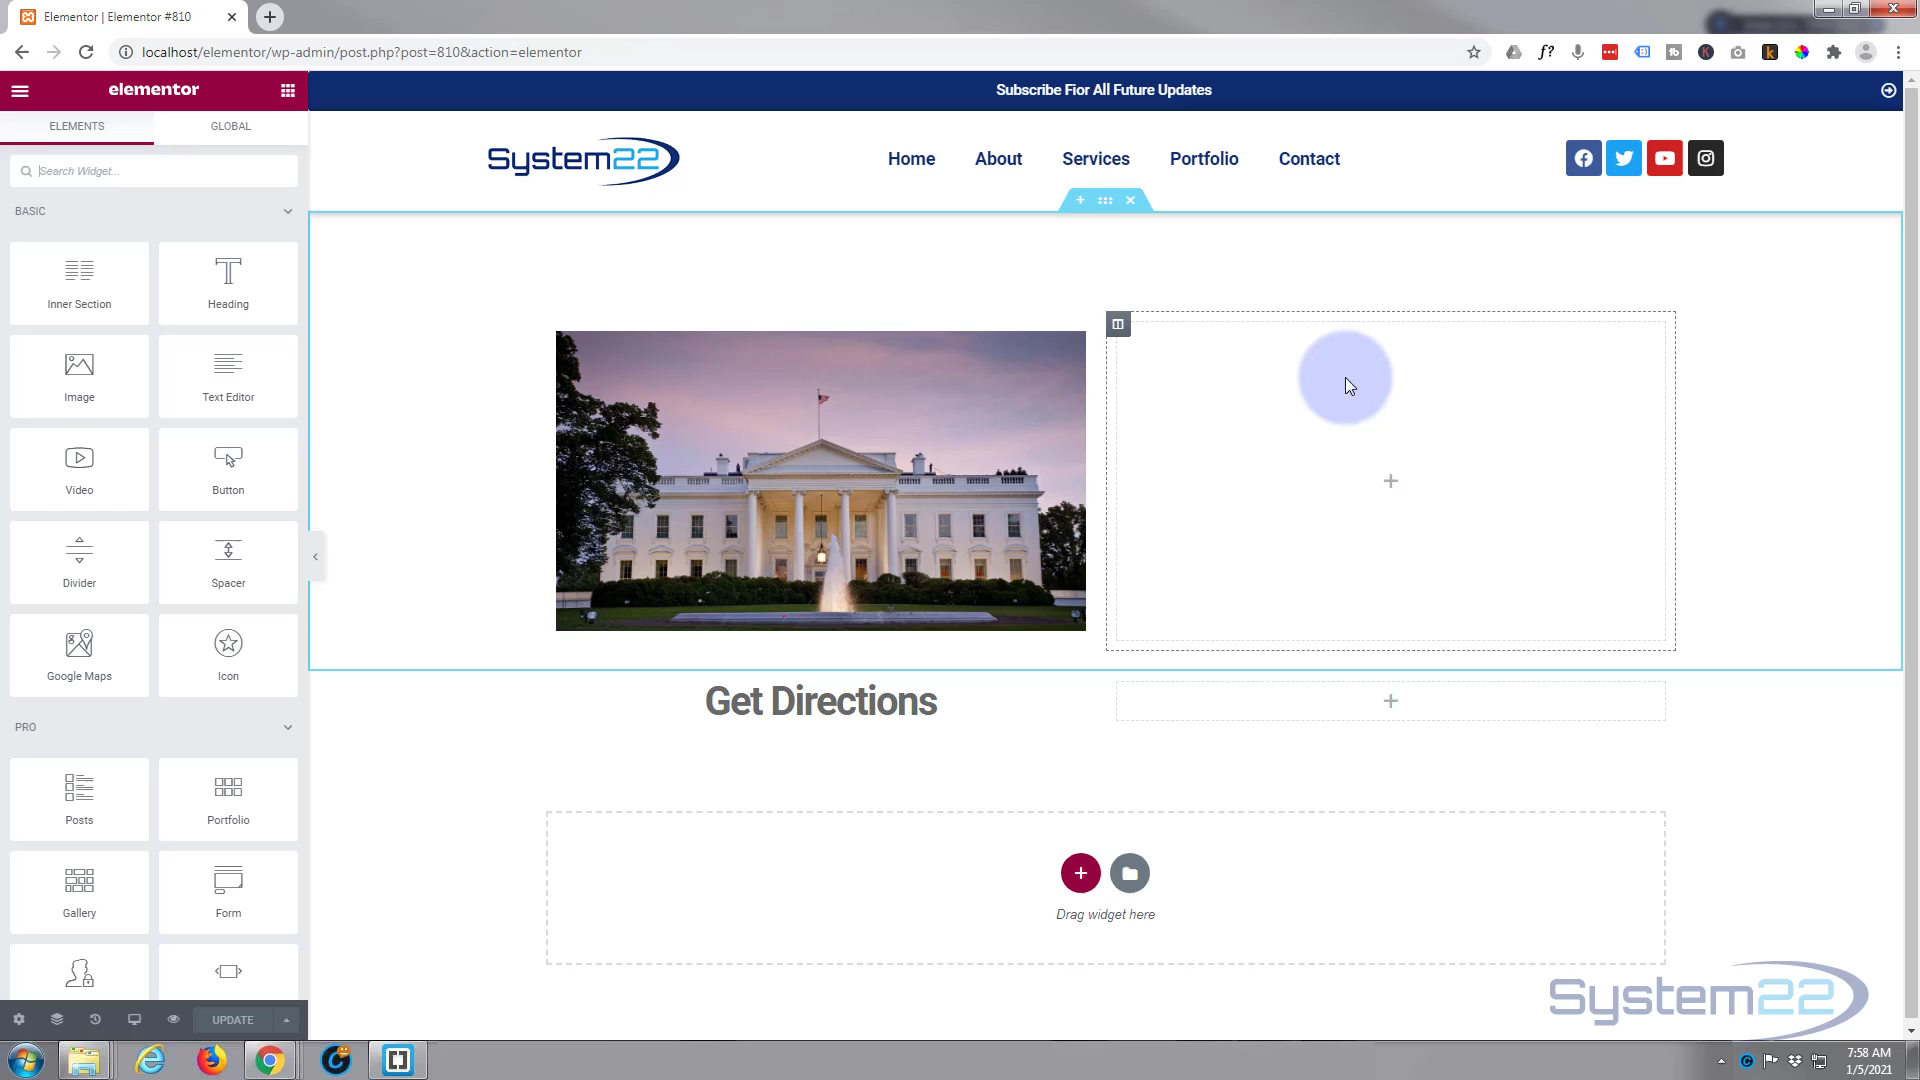 Elementor | Elementor #810
localhost/elementor/wp-admin/post.php?post=810&action=elementor
elementor
Subscribe Fior All Future Updates
ELEMENTS
GLOBAL
System22
Home
About
Services
Portfolio
Contact
Search Widget...
BASIC
Inner Section
Heading
Image
Text Editor
Video
Button
Divider
Spacer
Google Maps
Icon
Get Directions
PRO
Posts
Portfolio
Gallery
Form
Drag widget here
UPDATE
System22
7:58 AM
1/5/2021